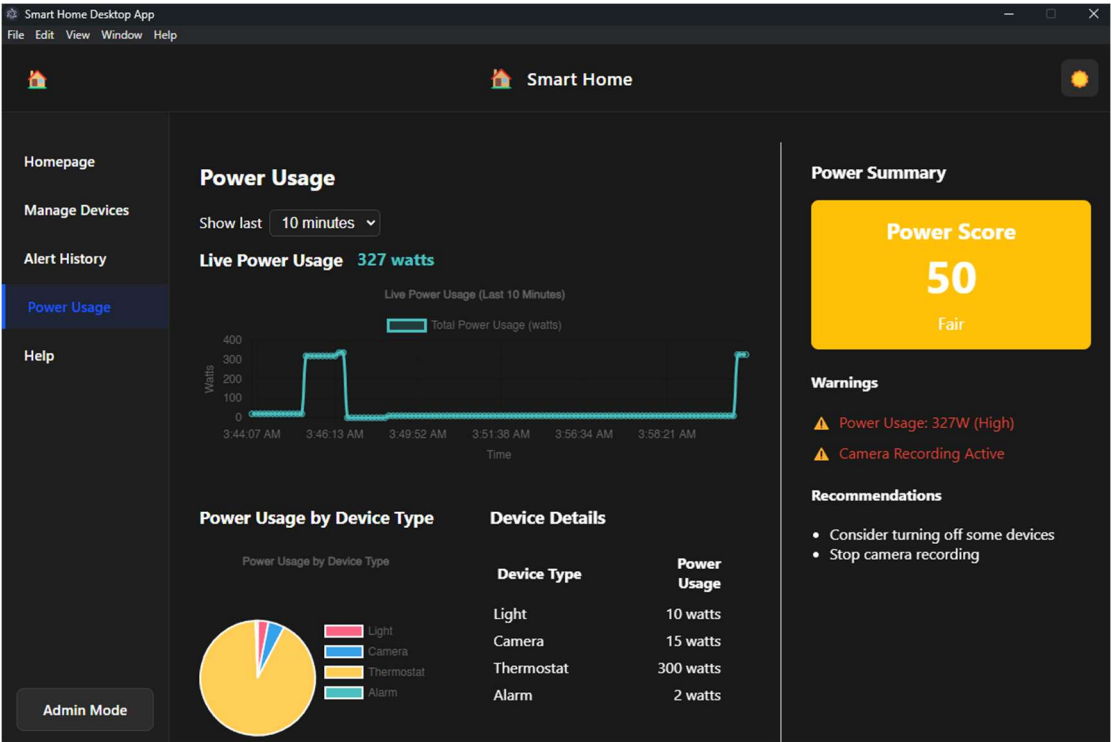 Smart Home Desktop App
File Edit View Window Help
Smart Home
Homepage
Manage Devices
Alert History
Power Usage
Help
Admin Mode
Power Usage
Show last 10 minutes
Live Power Usage 327 watts
Live Power Usage (Last 10 Minutes)
Total Power Usage (watts)
400
300
200
100
0
Watts
3:44:07 AM 3:46:13 AM 3:49:52 AM 3:51:38 AM 3:56:34 AM 3:58:21 AM
Time
Power Usage by Device Type
Power Usage by Device Type
Light
Camera
Thermostat
Alarm
Device Details
Device Type Power Usage
Light 10 watts
Camera 15 watts
Thermostat 300 watts
Alarm 2 watts
Power Summary
Power Score
50
Fair
Warnings
Power Usage: 327W (High)
Camera Recording Active
Recommendations
Consider turning off some devices
Stop camera recording